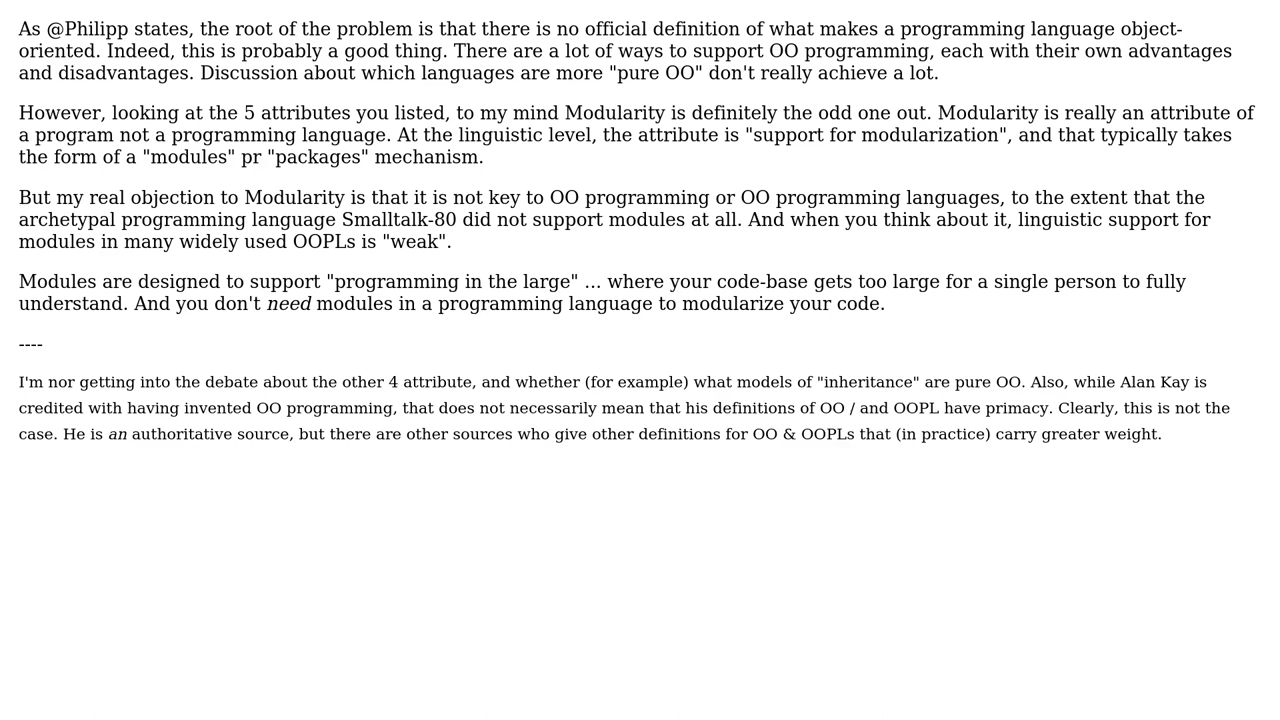 As @Philipp states, the root of the problem is that there is no official definition of what makes a programming language object-
oriented. Indeed, this is probably a good thing. There are a lot of ways to support OO programming, each with their own advantages
and disadvantages. Discussion about which languages are more "pure OO" don't really achieve a lot.
However, looking at the 5 attributes you listed, to my mind Modularity is definitely the odd one out. Modularity is really an attribute of
a program not a programming language. At the linguistic level, the attribute is "support for modularization", and that typically takes
the form of a "modules" pr "packages" mechanism.
But my real objection to Modularity is that it is not key to OO programming or OO programming languages, to the extent that the
archetypal programming language Smalltalk-80 did not support modules at all. And when you think about it, linguistic support for
modules in many widely used OOPLs is "weak".
Modules are designed to support "programming in the large" ... where your code-base gets too large for a single person to fully
understand. And you don't need modules in a programming language to modularize your code.
----
I'm nor getting into the debate about the other 4 attribute, and whether (for example) what models of "inheritance" are pure OO. Also, while Alan Kay is
credited with having invented OO programming, that does not necessarily mean that his definitions of OO / and OOPL have primacy. Clearly, this is not the
case. He is an authoritative source, but there are other sources who give other definitions for OO & OOPLs that (in practice) carry greater weight.